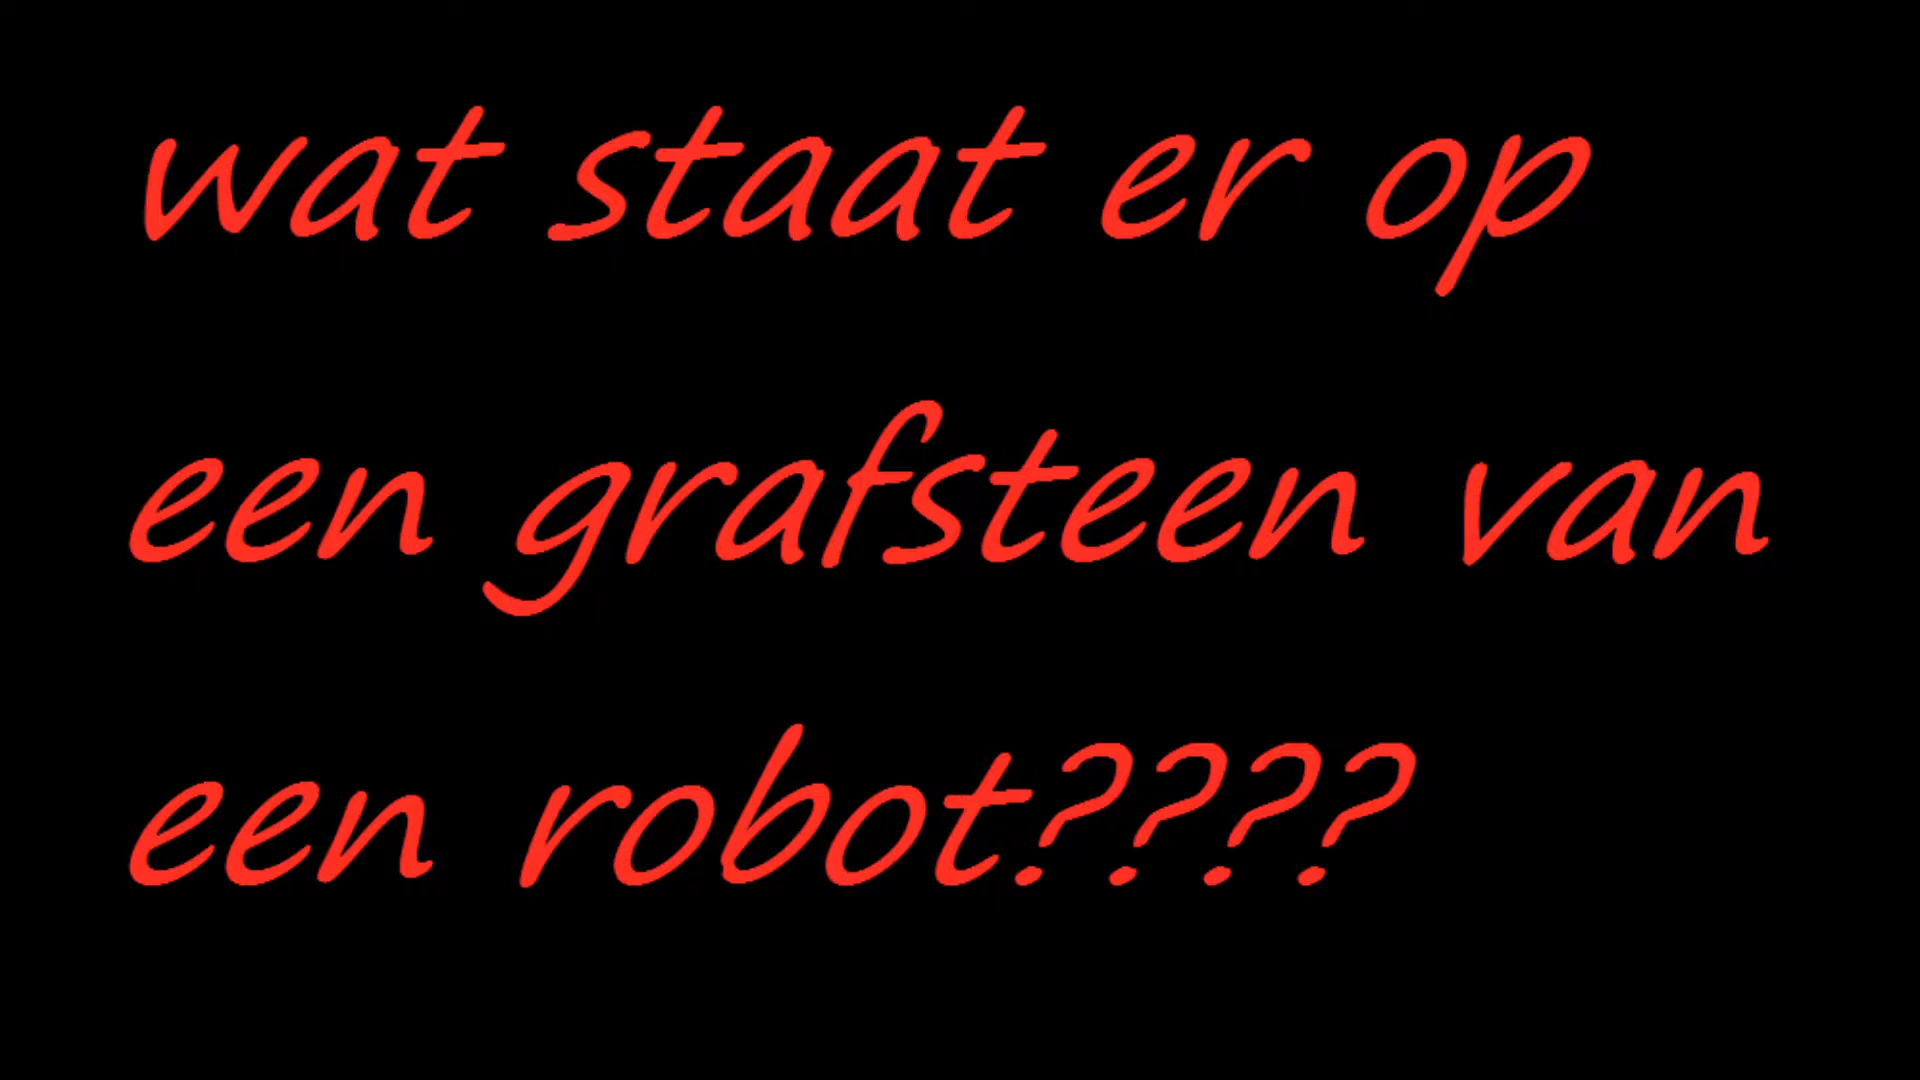 wat staat er op
een grafsteen van
een robot????